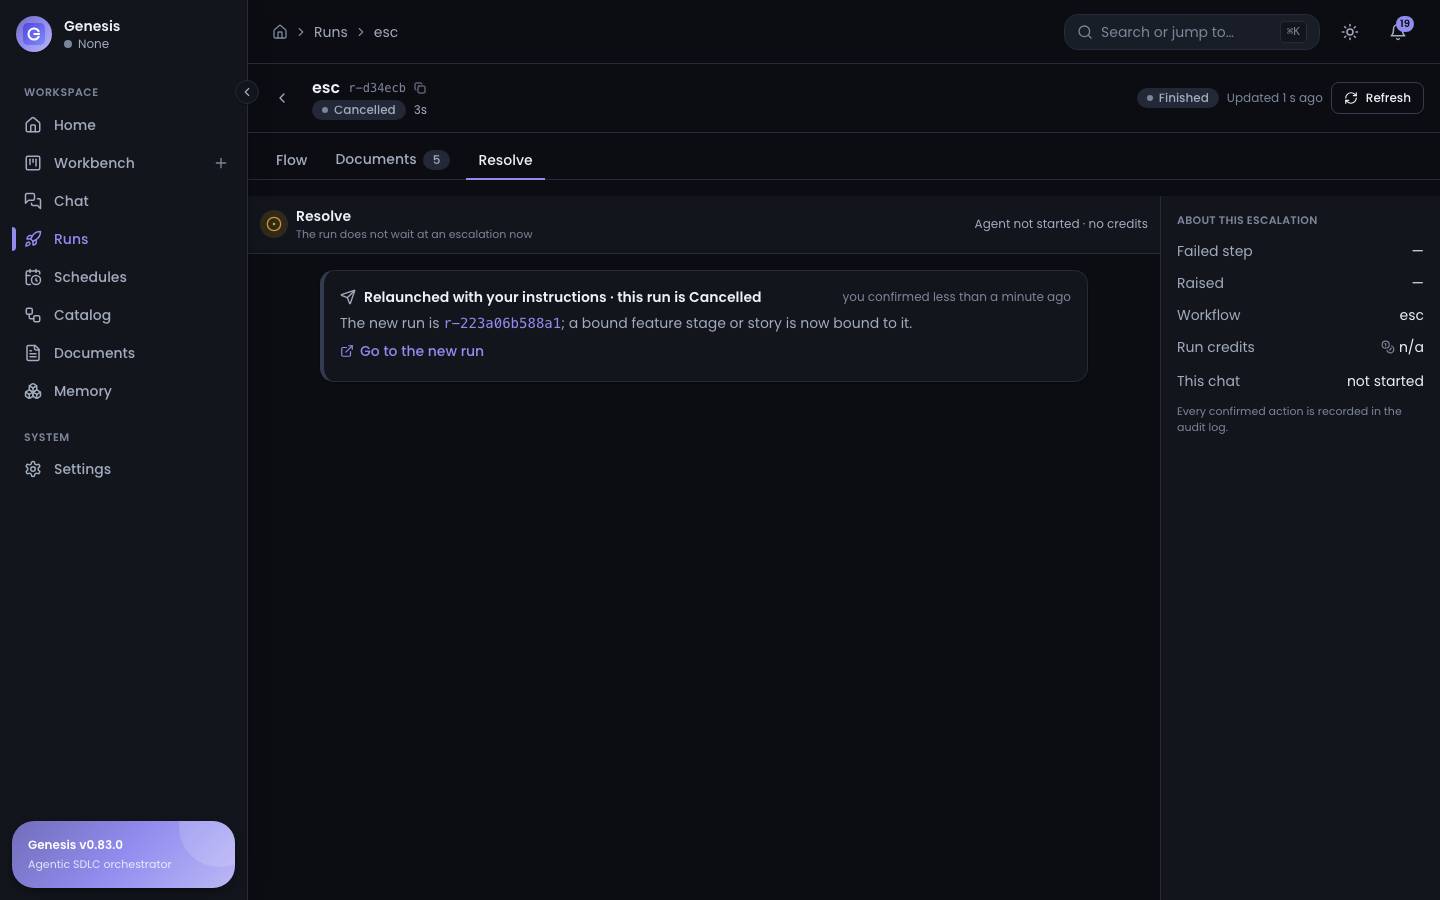 Genesis
None
WORKSPACE
Home
Workbench
Chat
Runs
Schedules
Catalog
Documents
Memory
SYSTEM
Settings
Genesis v0.83.0
Agentic SDLC orchestrator
Runs
esc
Search or jump to...
⌘K
19
esc r-d34ecb
Cancelled 3s
Finished
Updated 1 s ago
Refresh
Flow
Documents 5
Resolve
Resolve
The run does not wait at an escalation now
Agent not started · no credits
Relaunched with your instructions · this run is Cancelled
you confirmed less than a minute ago
The new run is r-223a06b588a1; a bound feature stage or story is now bound to it.
Go to the new run
ABOUT THIS ESCALATION
Failed step —
Raised —
Workflow esc
Run credits n/a
This chat not started
Every confirmed action is recorded in the
audit log.